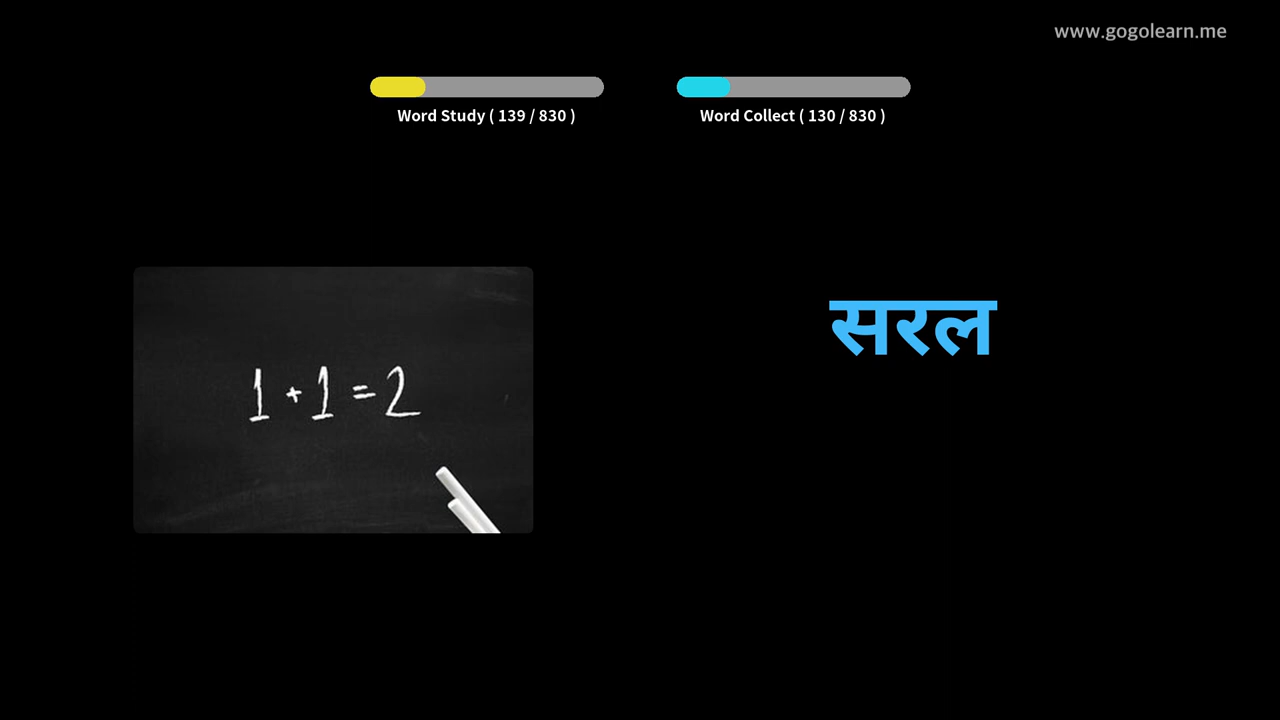 www.gogolearn.me
Word Study ( 139 / 830 )
Word Collect ( 130 / 830 )
सरल
1 + 1 = 2